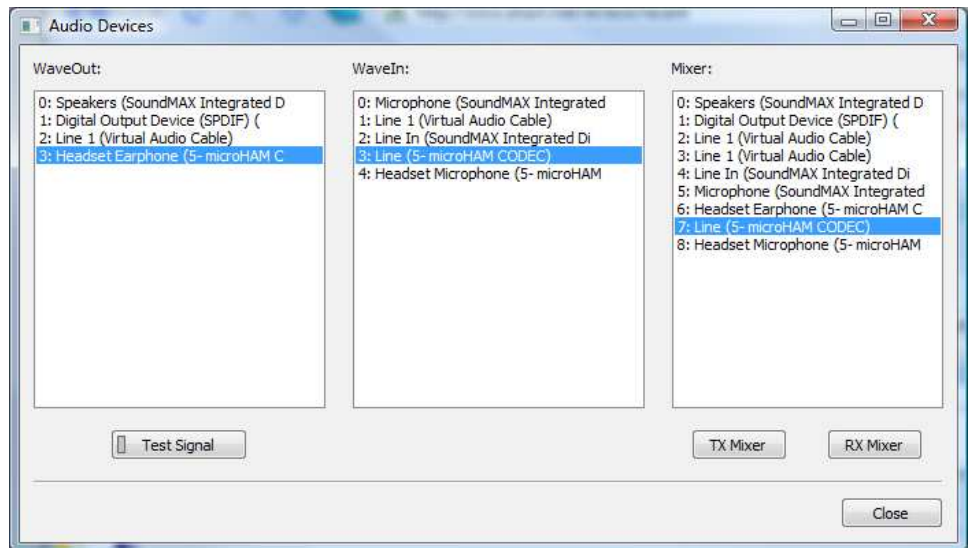 Audio Devices
WaveOut:
0: Speakers (SoundMAX Integrated D
1: Digital Output Device (SPDIF) (
2: Line 1 (Virtual Audio Cable)
3: Headset Earphone (5- microHAM C
Test Signal
WaveIn:
0: Microphone (SoundMAX Integrated
1: Line 1 (Virtual Audio Cable)
2: Line In (SoundMAX Integrated Di
3: Line (5- microHAM CODEC)
4: Headset Microphone (5- microHAM
Mixer:
0: Speakers (SoundMAX Integrated D
1: Digital Output Device (SPDIF) (
2: Line 1 (Virtual Audio Cable)
3: Line 1 (Virtual Audio Cable)
4: Line In (SoundMAX Integrated Di
5: Microphone (SoundMAX Integrated
6: Headset Earphone (5- microHAM C
7: Line (5- microHAM CODEC)
8: Headset Microphone (5- microHAM
TX Mixer
RX Mixer
Close